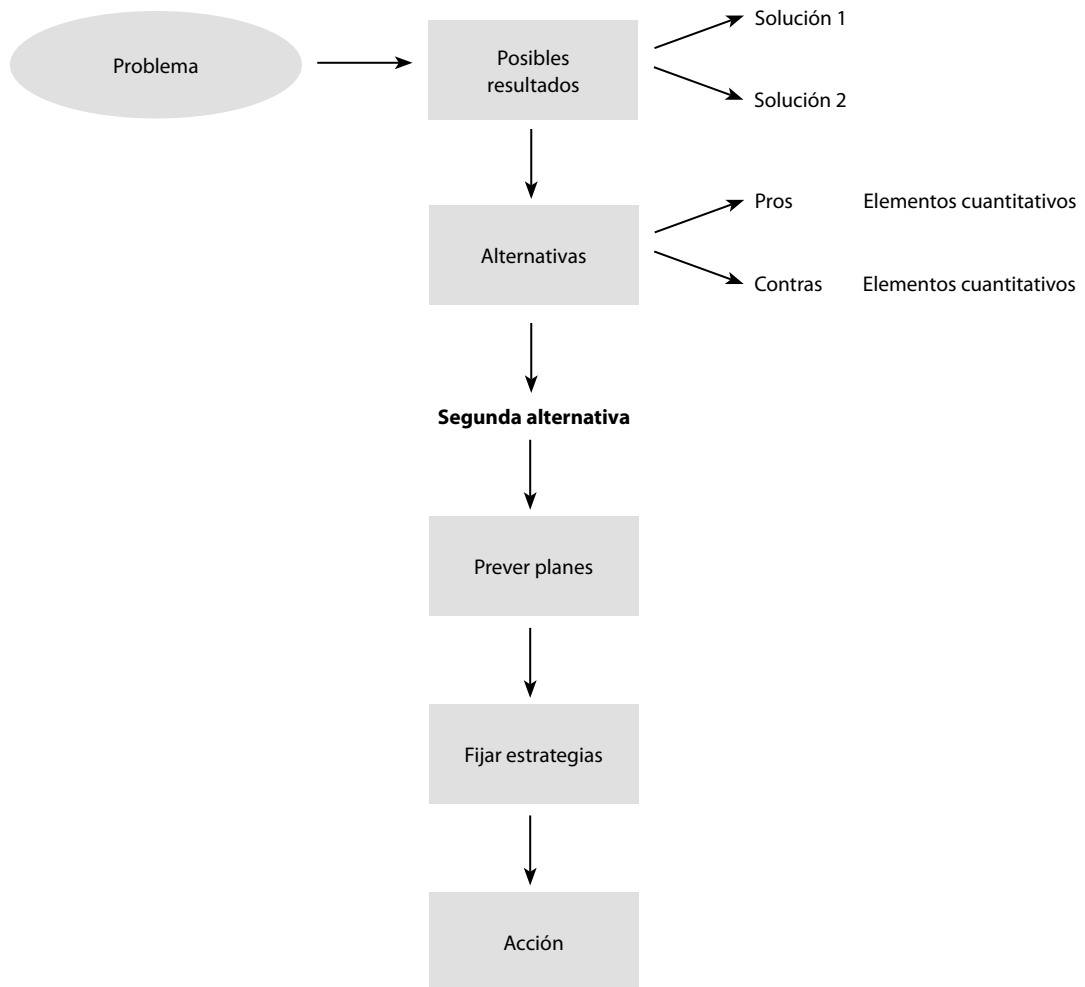 Problema
Posibles
resultados
Solución 1
Solución 2
Alternativas
Pros Elementos cuantitativos
Contras Elementos cuantitativos
Segunda alternativa
Prever planes
Fijar estrategias
Acción